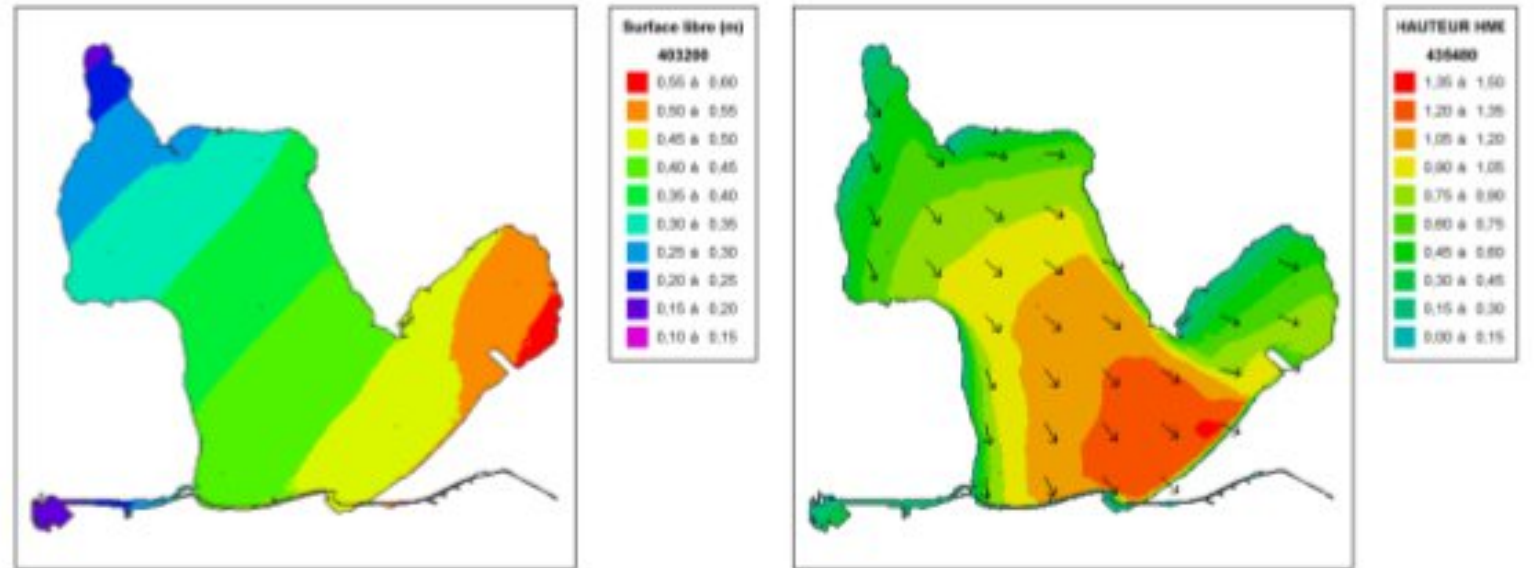 Surface libre (m)
403200
0,55 à 0,60
0,50 à 0,55
0,45 à 0,50
0,40 à 0,45
0,35 à 0,40
0,30 à 0,35
0,25 à 0,30
0,20 à 0,25
0,15 à 0,20
0,10 à 0,15
HAUTEUR HM0
1,35 à 1,50
1,20 à 1,35
1,05 à 1,20
0,90 à 1,05
0,75 à 0,90
0,60 à 0,75
0,45 à 0,60
0,30 à 0,45
0,15 à 0,30
0,00 à 0,15